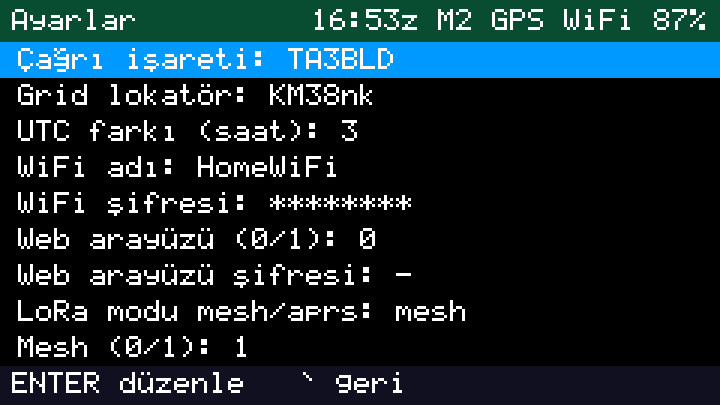 Ayarlar 16:53z M2 GPS WiFi 87%
Çağrı işareti: TA3BLD
Grid lokatör: KM38nk
UTC farkı (saat): 3
WiFi adı: HomeWiFi
WiFi şifresi: ********
Web arayüzü (0/1): 0
Web arayüzü şifresi: -
LoRa modu mesh/aprs: mesh
Mesh (0/1): 1
ENTER düzenle ` geri